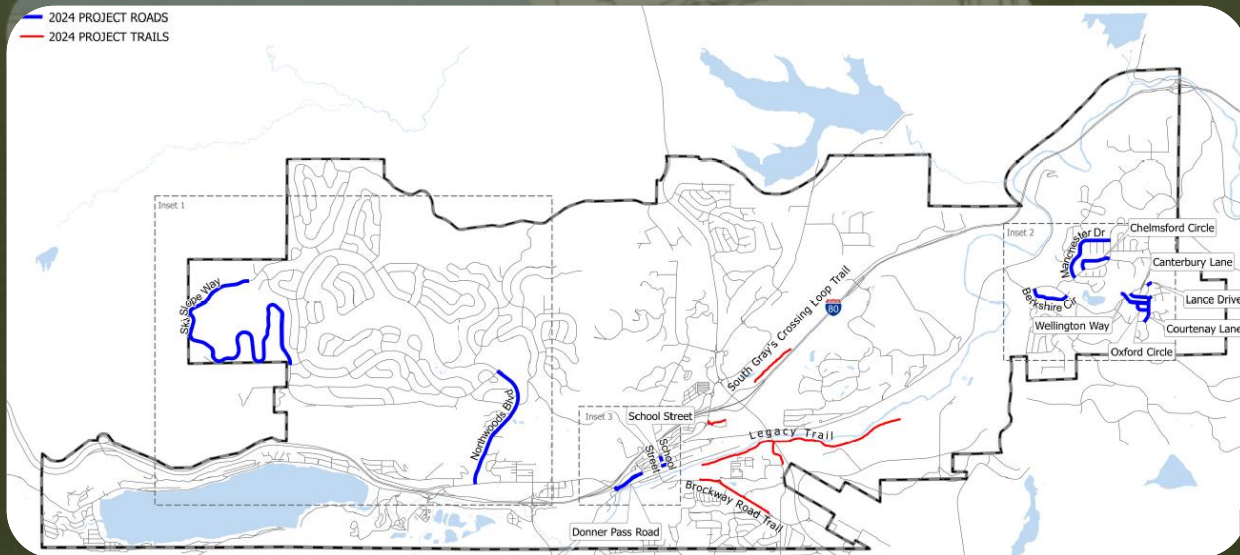 2024 PROJECT ROADS
2024 PROJECT TRAILS
Inset 1
Ski Slope Way
Northwoods Blvd
Inset 3
School Street
School
Street
Donner Pass Road
South Gray's Crossing Loop Trail
80
Legacy Trail
Brockway Road Trail
Inset 2
Manchester Dr
Chelmsford Circle
Canterbury Lane
Berkshire Cir
Lance Drive
Wellington Way
Courtenay Lane
Oxford Circle